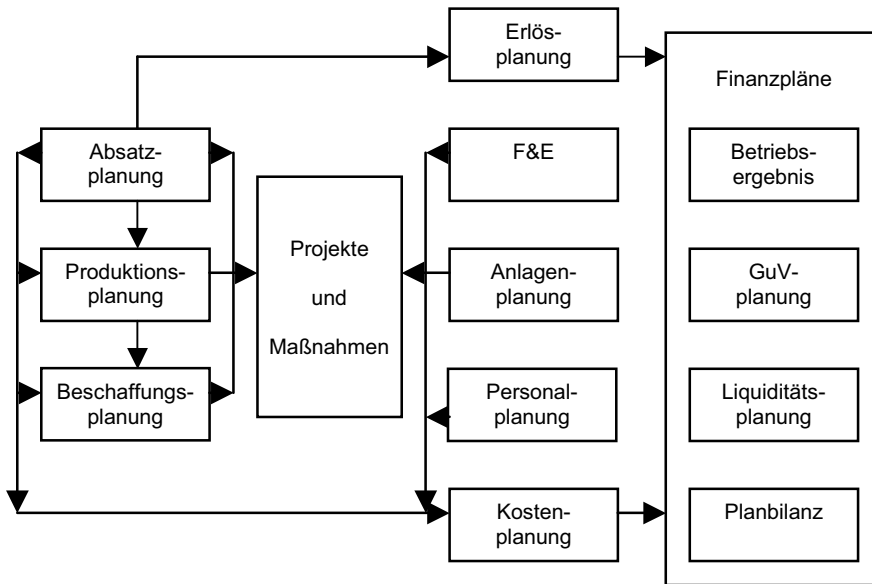 Erlös-
planung
Finanzpläne
Absatz-
planung
F&E
Betriebs-
ergebnis
Projekte
und
Maßnahmen
Produktions-
planung
Anlagen-
planung
GuV-
planung
Beschaffungs-
planung
Personal-
planung
Liquiditäts-
planung
Kosten-
planung
Planbilanz